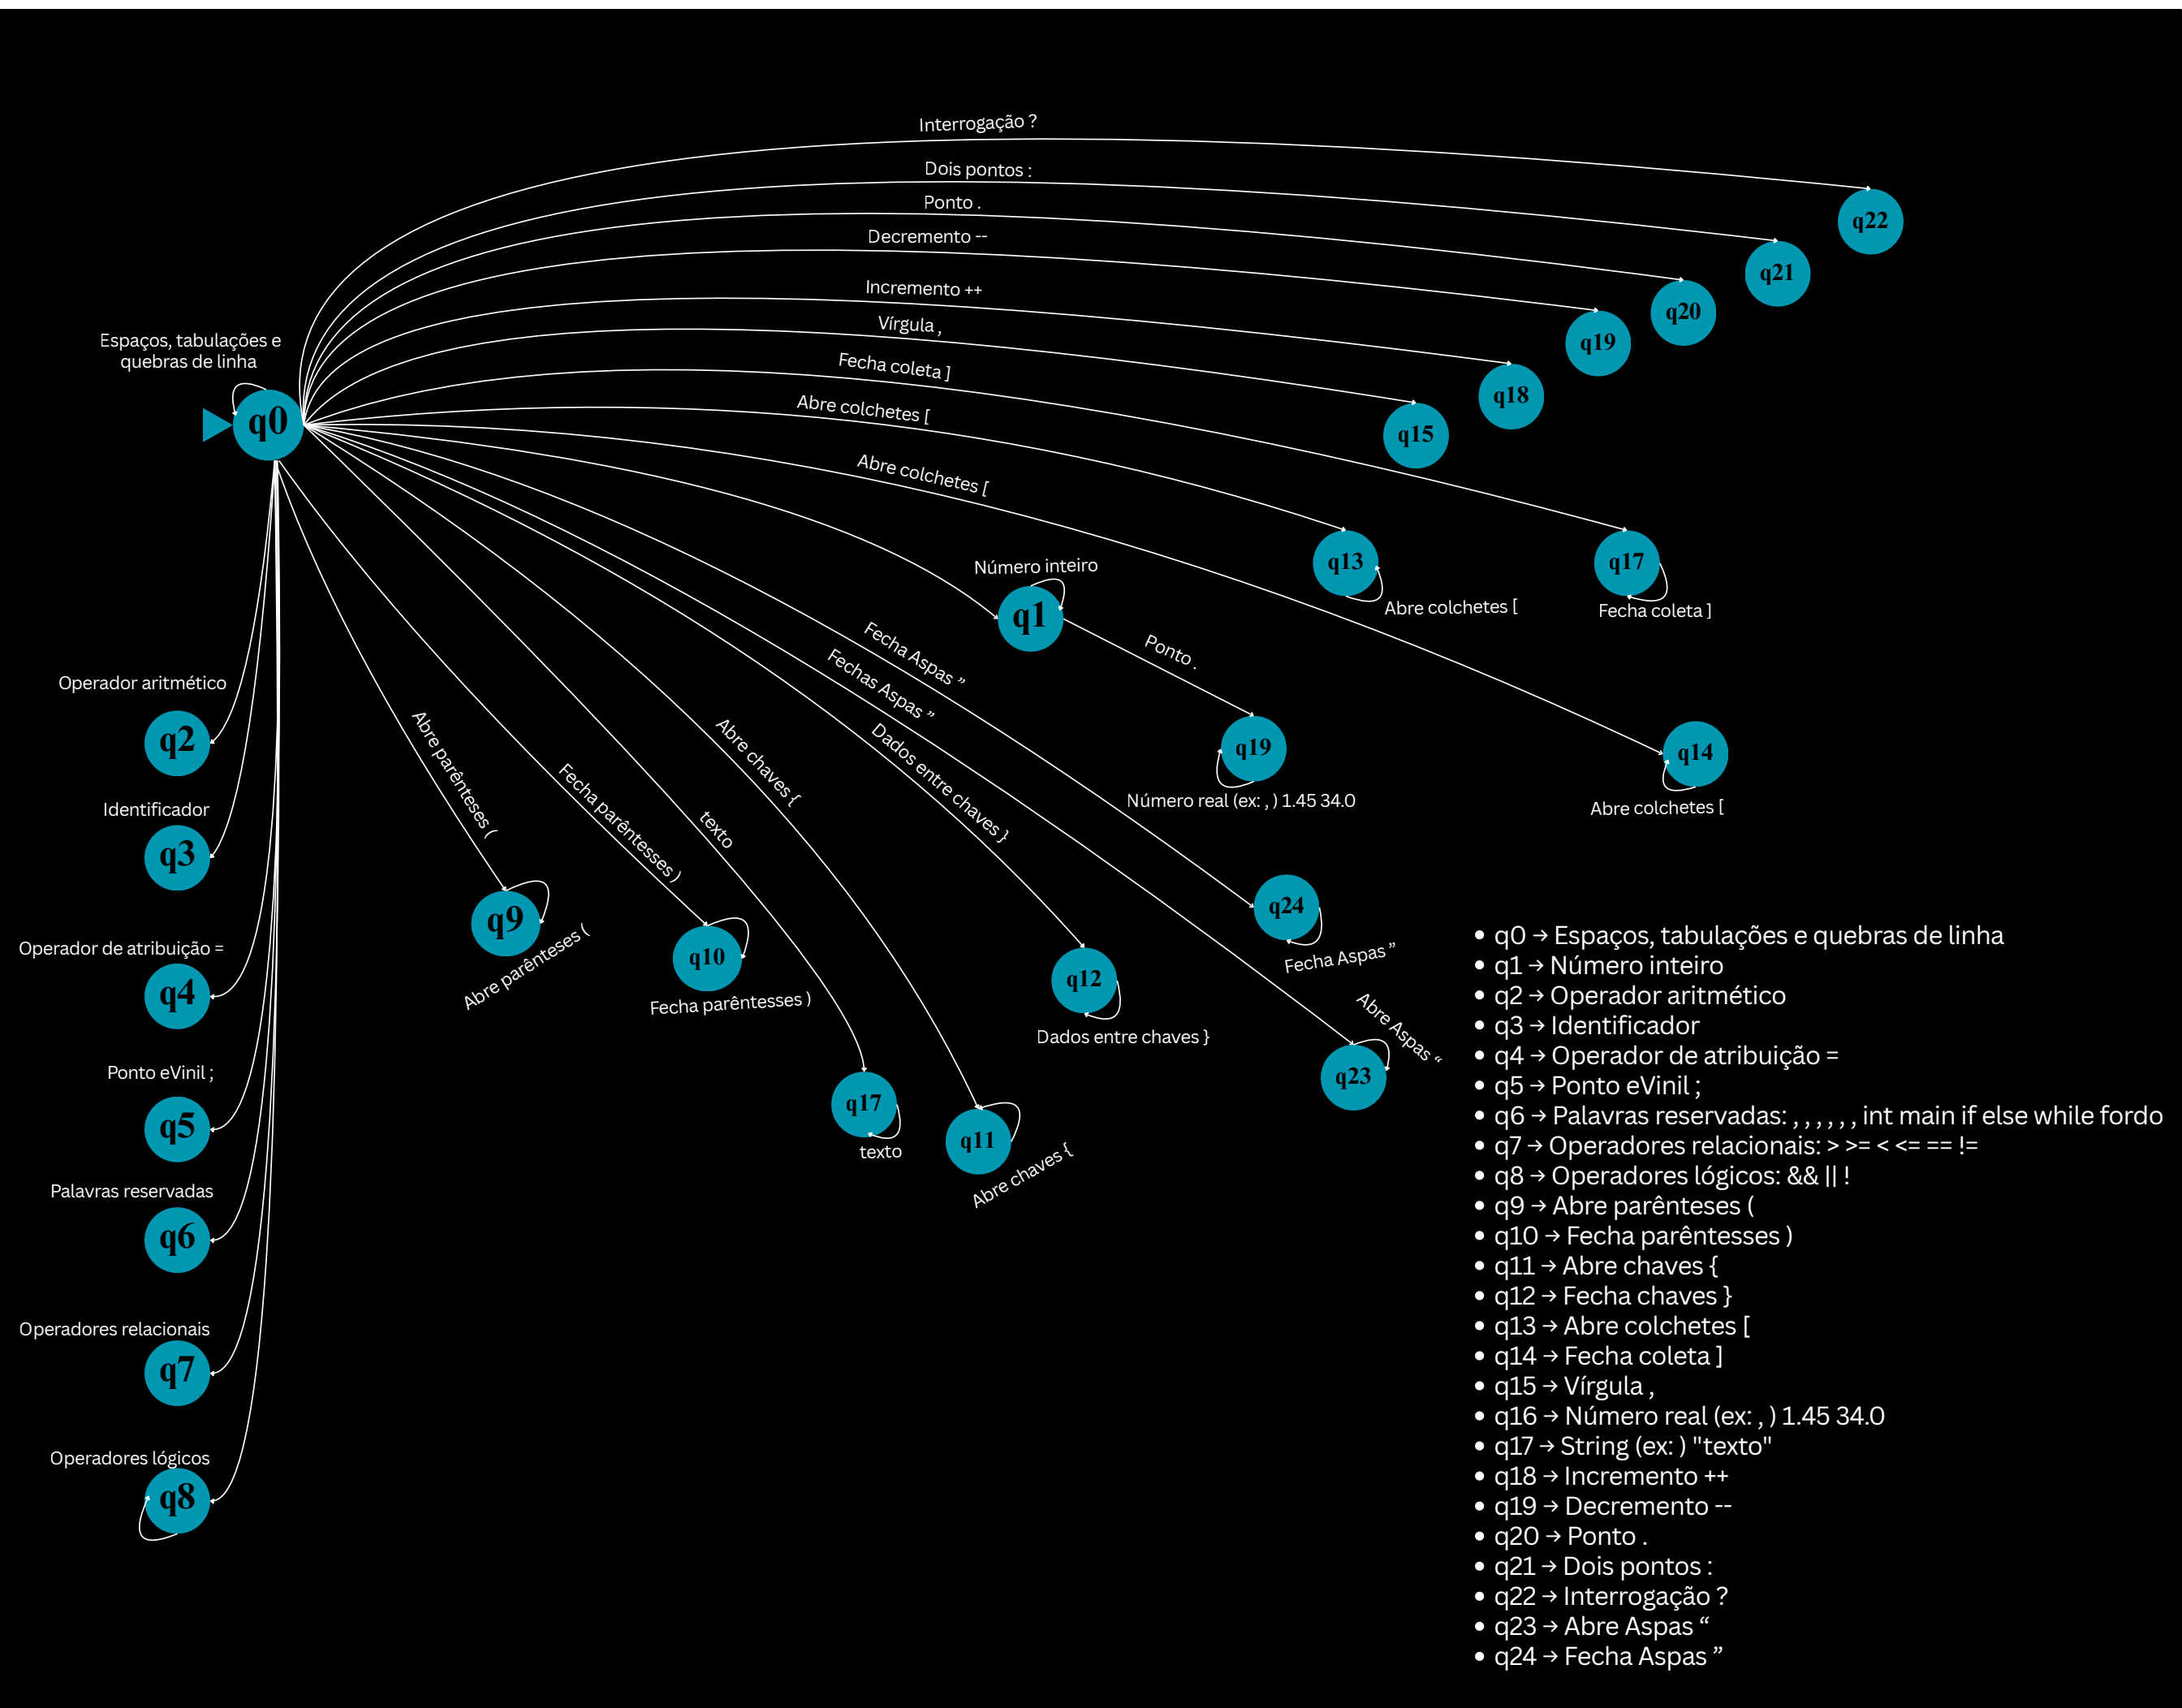 Interrogação ?
Dois pontos :
Ponto .
Decremento --
Incremento ++
Vírgula ,
Fecha coleta ]
Abre colchetes [
Abre colchetes [
Espaços, tabulações e
quebras de linha
q0
q22
q21
q20
q19
q18
q15
q13
Abre colchetes [
q17
Fecha coleta ]
Número inteiro
q1
Ponto .
q19
Número real (ex: , ) 1.45 34.0
q14
Abre colchetes [
Fecha Aspas ”
Fechas Aspas ”
Dados entre chaves }
Abre chaves {
texto
Fecha parêntesses )
Abre parênteses (
Operador aritmético
q2
Identificador
q3
Operador de atribuição =
q4
Ponto eVinil ;
q5
Palavras reservadas
q6
Operadores relacionais
q7
Operadores lógicos
q8
q9
Abre parênteses (
q10
Fecha parêntesses )
q17
texto
q11
Abre chaves {
q12
Dados entre chaves }
q24
Fecha Aspas ”
q23
Abre Aspas “
• q0 → Espaços, tabulações e quebras de linha
• q1 → Número inteiro
• q2 → Operador aritmético
• q3 → Identificador
• q4 → Operador de atribuição =
• q5 → Ponto eVinil ;
• q6 → Palavras reservadas: , , , , , , int main if else while fordo
• q7 → Operadores relacionais: > >= < <= == !=
• q8 → Operadores lógicos: && || !
• q9 → Abre parênteses (
• q10 → Fecha parêntesses )
• q11 → Abre chaves {
• q12 → Fecha chaves }
• q13 → Abre colchetes [
• q14 → Fecha coleta ]
• q15 → Vírgula ,
• q16 → Número real (ex: , ) 1.45 34.0
• q17 → String (ex: ) "texto"
• q18 → Incremento ++
• q19 → Decremento --
• q20 → Ponto .
• q21 → Dois pontos :
• q22 → Interrogação ?
• q23 → Abre Aspas “
• q24 → Fecha Aspas ”